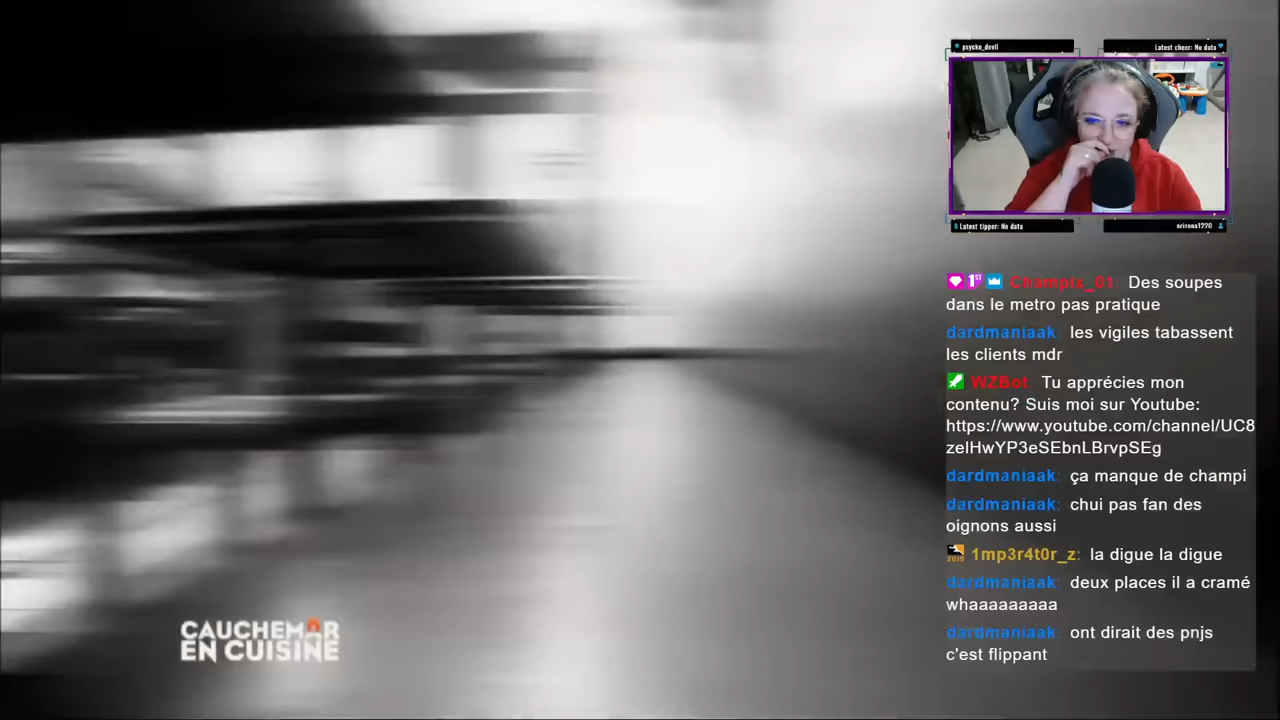 psycko_devil
Latest cheer: No data
Latest tipper: No data
arizona1220
Champix_01: Des soupes
dans le metro pas pratique
dardmaniaak: les vigiles tabassent
les clients mdr
WZBot: Tu apprécies mon
contenu? Suis moi sur Youtube:
https://www.youtube.com/channel/UC8
zelHwYP3eSEbnLBrvpSEg
dardmaniaak: ça manque de champi
dardmaniaak: chui pas fan des
oignons aussi
1mp3r4t0r_z: la digue la digue
dardmaniaak: deux places il a cramé
whaaaaaaaaa
dardmaniaak: ont dirait des pnjs
c'est flippant
CAUCHEMAR
EN CUISINE